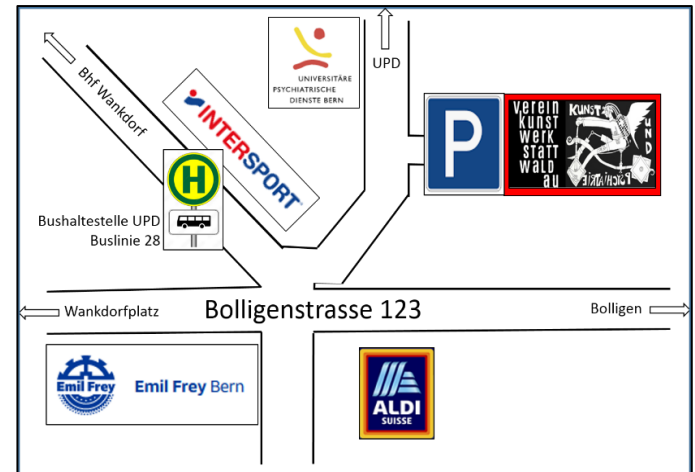 UNIVERSITÄRE
PSYCHIATRISCHE
DIENSTE BERN
UPD
Bhf Wankdorf
INTERSPORT
P
verein
kunst
werk
statt
wald
au
KUNST
UND
PSYCHIATRIE
H
Bushaltestelle UPD
Buslinie 28
Wankdorfplatz
Bolligenstrasse 123
Bolligen
Emil Frey
Emil Frey Bern
ALDI
SUISSE